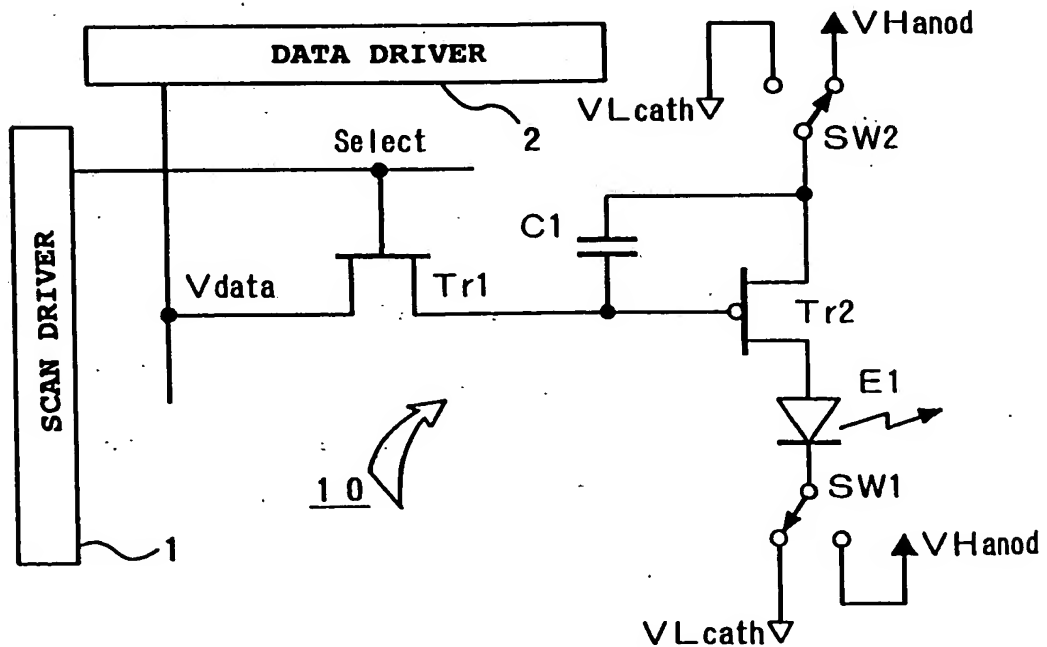 DATA DRIVER
VHanod
VLcath
SW2
2
Select
C1
Vdata
Tr1
Tr2
SCAN DRIVER
E1
10
SW1
1
VHanod
VLcath